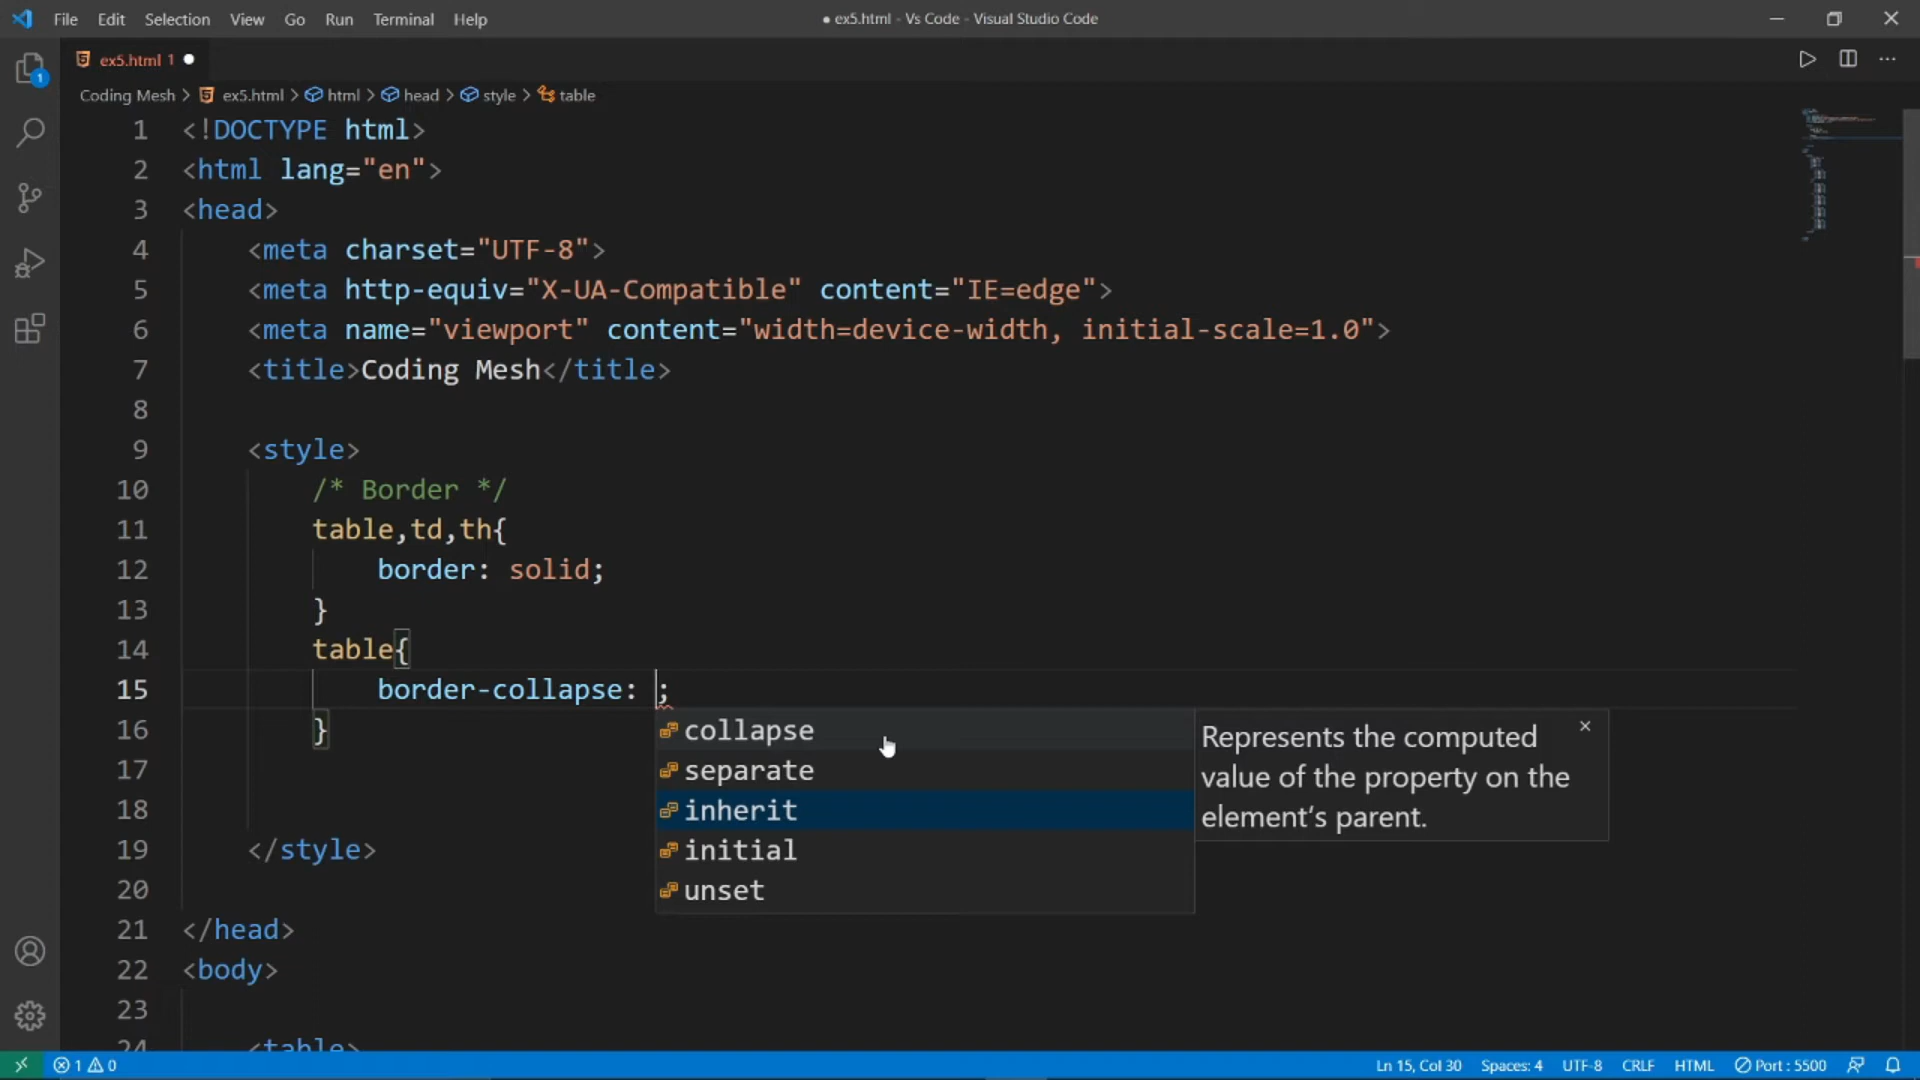 File Edit Selection View Go Run Terminal Help
● ex5.html - Vs Code - Visual Studio Code
ex5.html 1
Coding Mesh > ex5.html > html > head > style > table
1 <!DOCTYPE html>
2 <html lang="en">
3 <head>
4 <meta charset="UTF-8">
5 <meta http-equiv="X-UA-Compatible" content="IE=edge">
6 <meta name="viewport" content="width=device-width, initial-scale=1.0">
7 <title>Coding Mesh</title>
8
9 <style>
10 /* Border */
11 table,td,th{
12 border: solid;
13 }
14 table{
15 border-collapse: ;
16 }
17
18
19 </style>
20
21 </head>
22 <body>
23
24 <table>
collapse
separate
inherit
initial
unset
Represents the computed
value of the property on the
element's parent.
1
1 0
Ln 15, Col 30 Spaces: 4 UTF-8 CRLF HTML Port : 5500